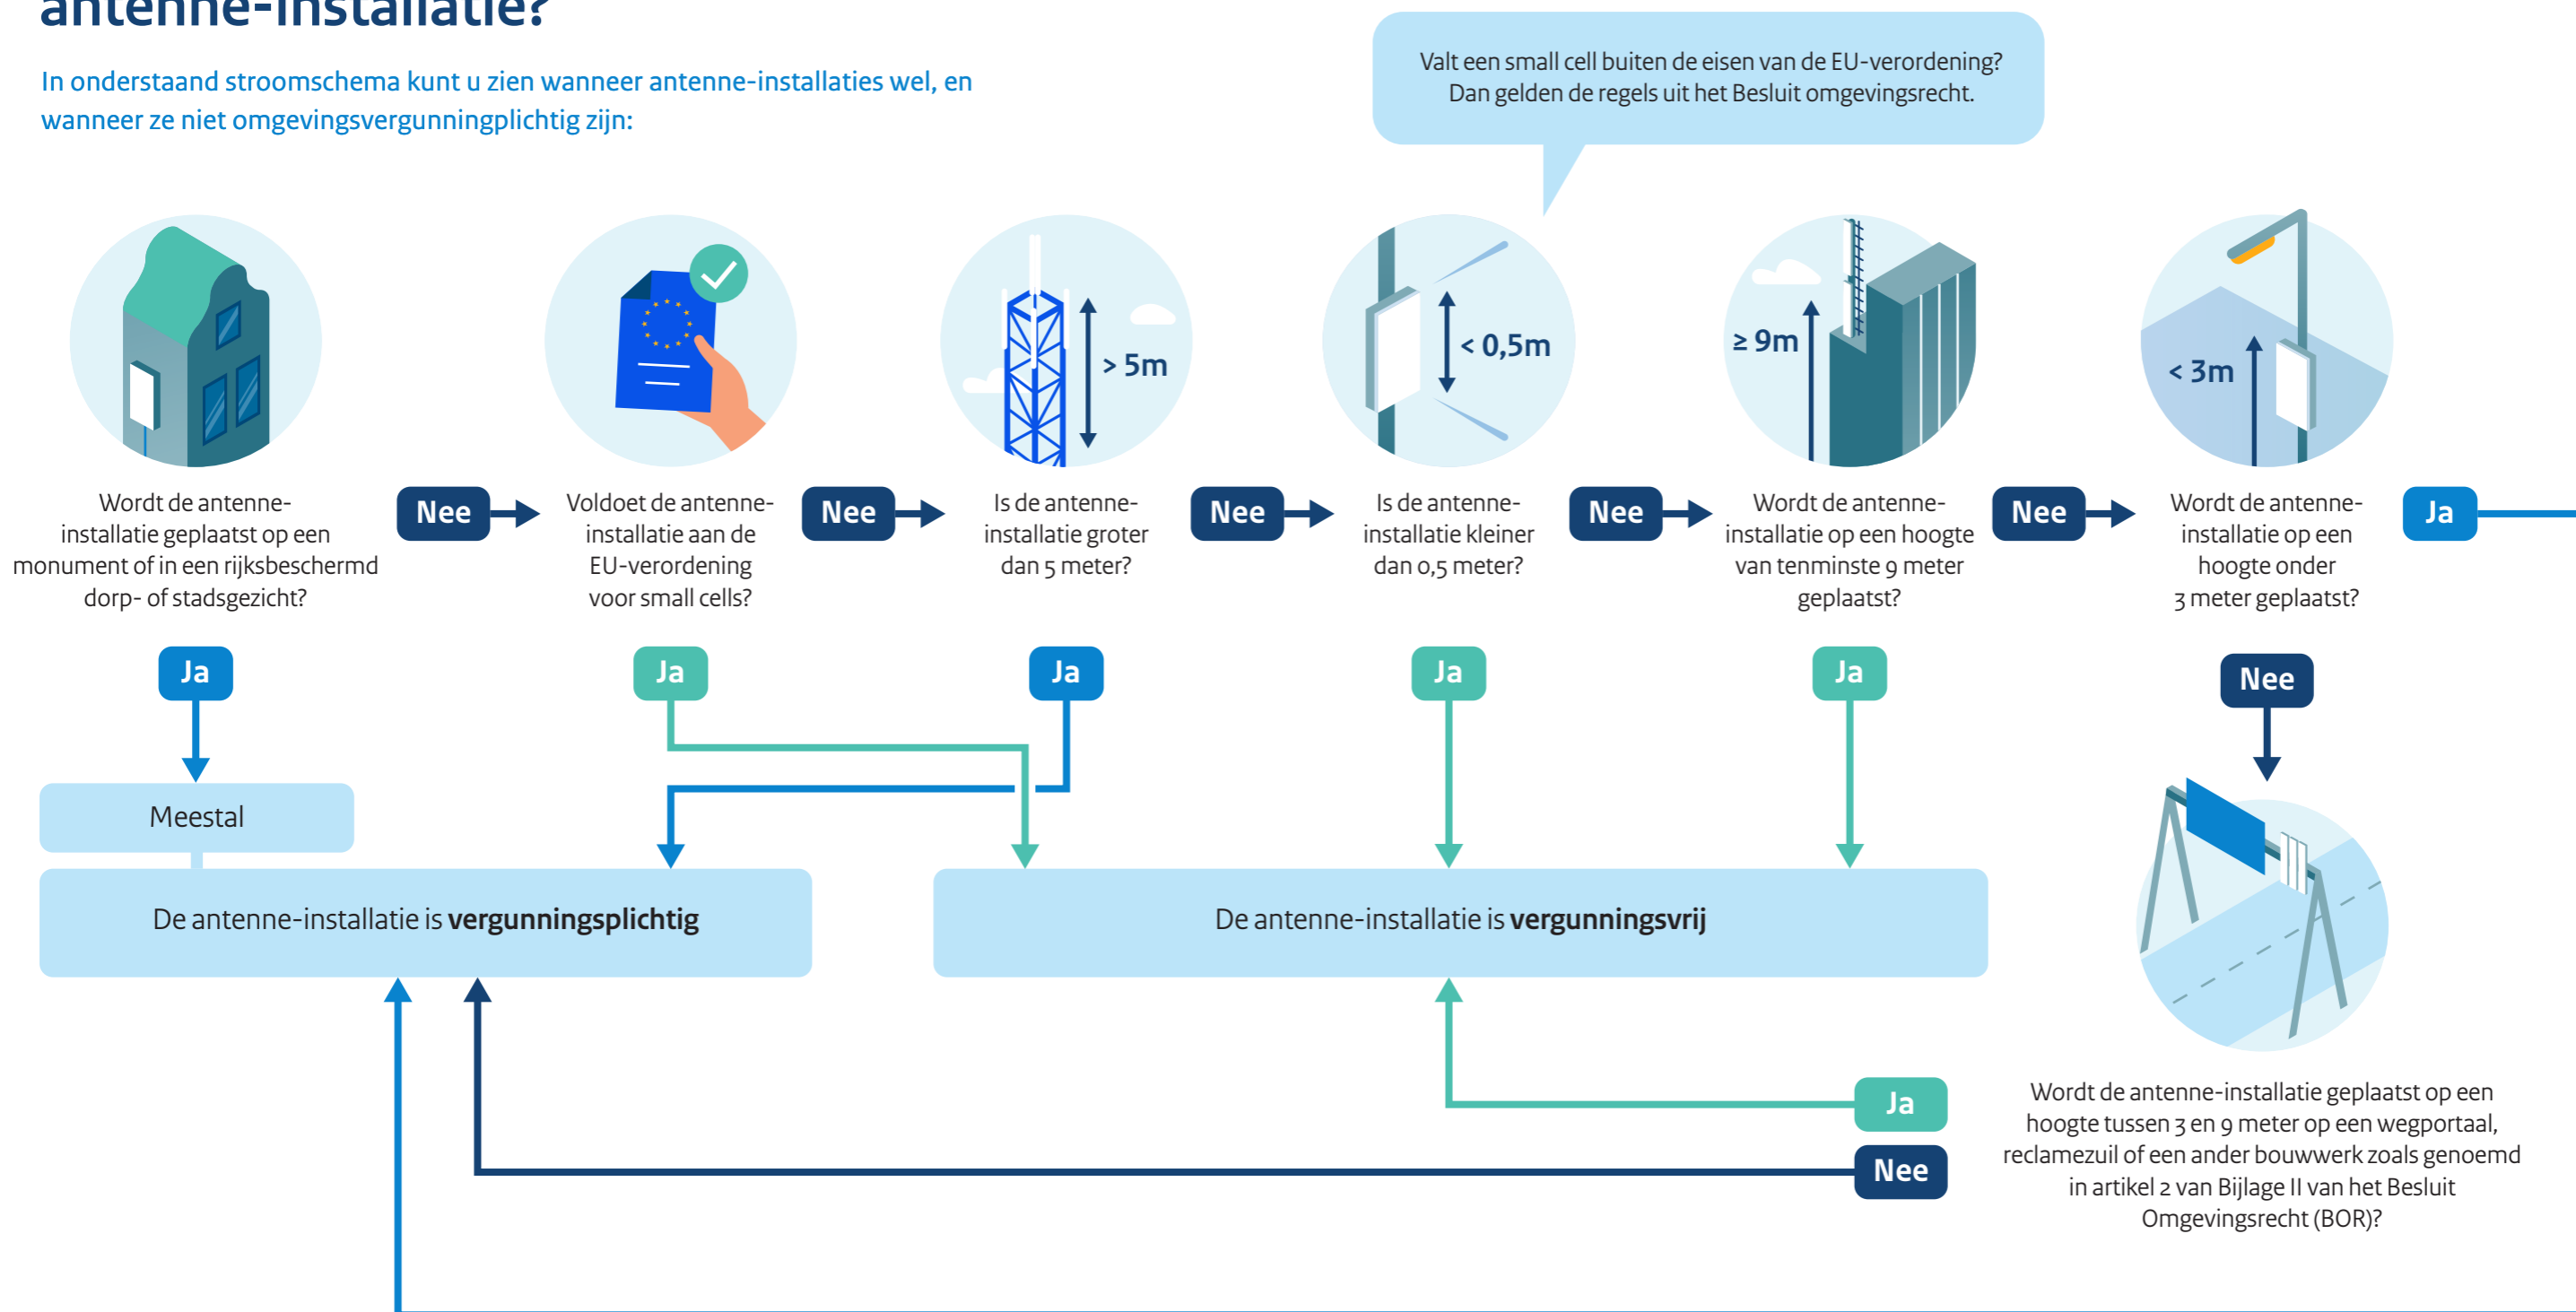 antenne-installatie?
In onderstaand stroomschema kunt u zien wanneer antenne-installaties wel, en
wanneer ze niet omgevingsvergunningplichtig zijn:
Valt een small cell buiten de eisen van de EU-verordening?
Dan gelden de regels uit het Besluit omgevingsrecht.
> 5m
< 0,5m
≥ 9m
< 3m
Wordt de antenne-
installatie geplaatst op een
monument of in een rijksbeschermd
dorp- of stadsgezicht?
Nee
Voldoet de antenne-
installatie aan de
EU-verordening
voor small cells?
Nee
Is de antenne-
installatie groter
dan 5 meter?
Nee
Is de antenne-
installatie kleiner
dan 0,5 meter?
Nee
Wordt de antenne-
installatie op een hoogte
van tenminste 9 meter
geplaatst?
Nee
Wordt de antenne-
installatie op een
hoogte onder
3 meter geplaatst?
Ja
Ja
Ja
Ja
Ja
Ja
Nee
Meestal
De antenne-installatie is vergunningsplichtig
De antenne-installatie is vergunningsvrij
Ja
Nee
Wordt de antenne-installatie geplaatst op een
hoogte tussen 3 en 9 meter op een wegportaal,
reclamezuil of een ander bouwwerk zoals genoemd
in artikel 2 van Bijlage II van het Besluit
Omgevingsrecht (BOR)?